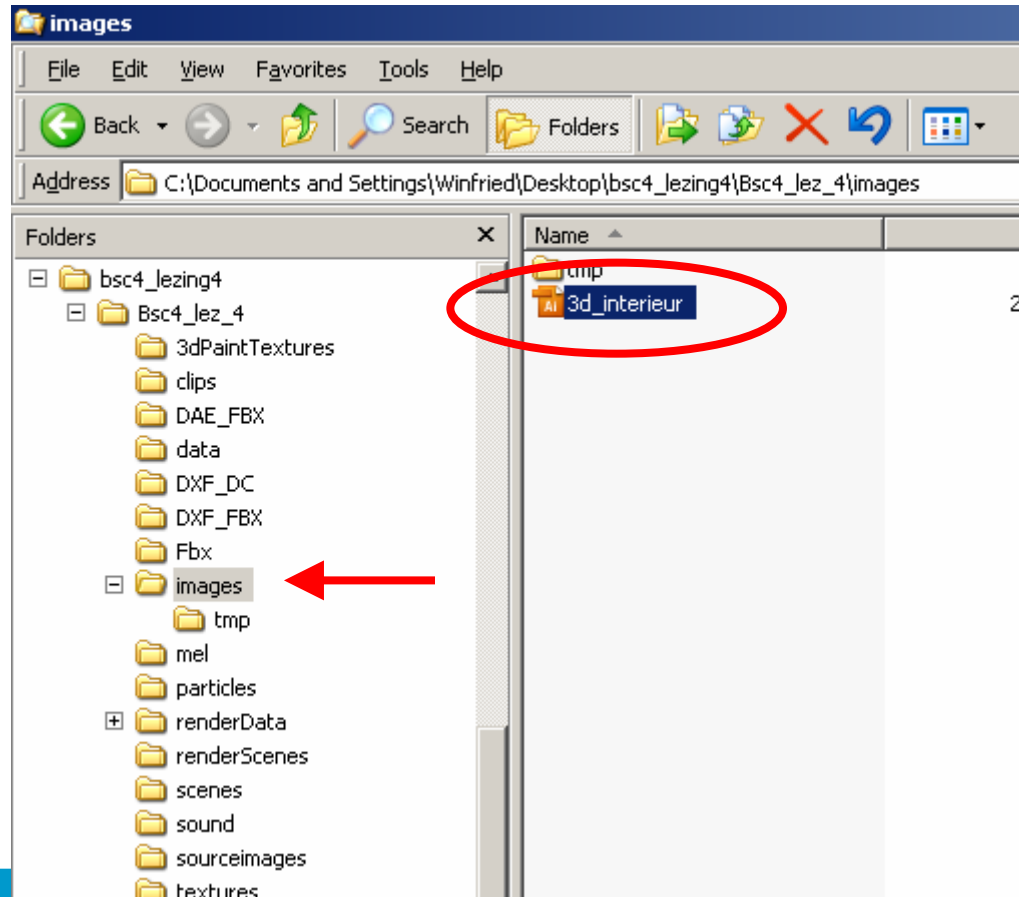 images
File Edit View Favorites Tools Help
Back Search Folders
Address C:\Documents and Settings\Winfried\Desktop\bsc4_lezing4\Bsc4_lez_4\images
Folders
bsc4_lezing4
Bsc4_lez_4
3dPaintTextures
clips
DAE_FBX
data
DXF_DC
DXF_FBX
Fbx
images
tmp
mel
particles
renderData
renderScenes
scenes
sound
sourceimages
textures
Name
tmp
Ai 3d_interieur 2